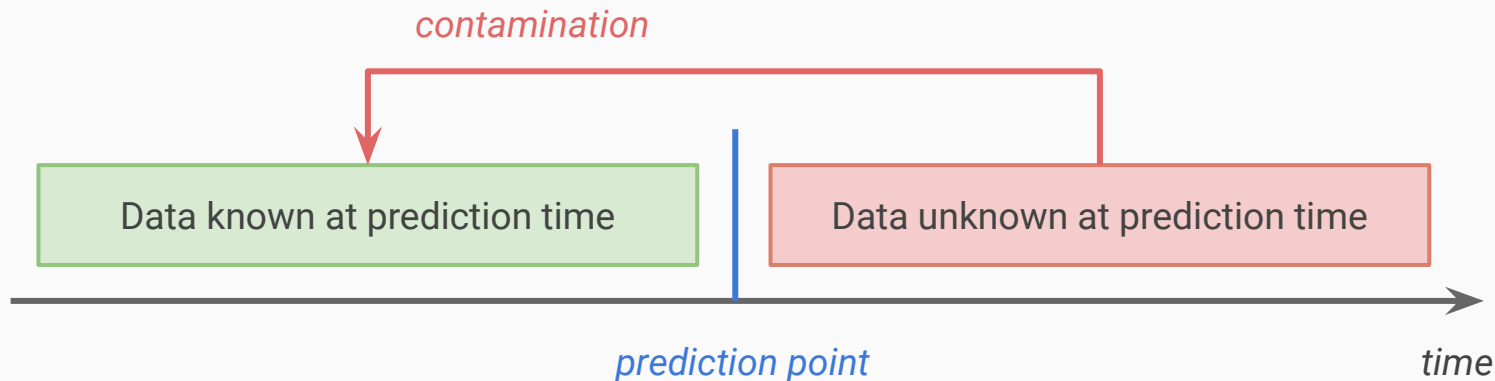 contamination
Data known at prediction time
Data unknown at prediction time
prediction point
time